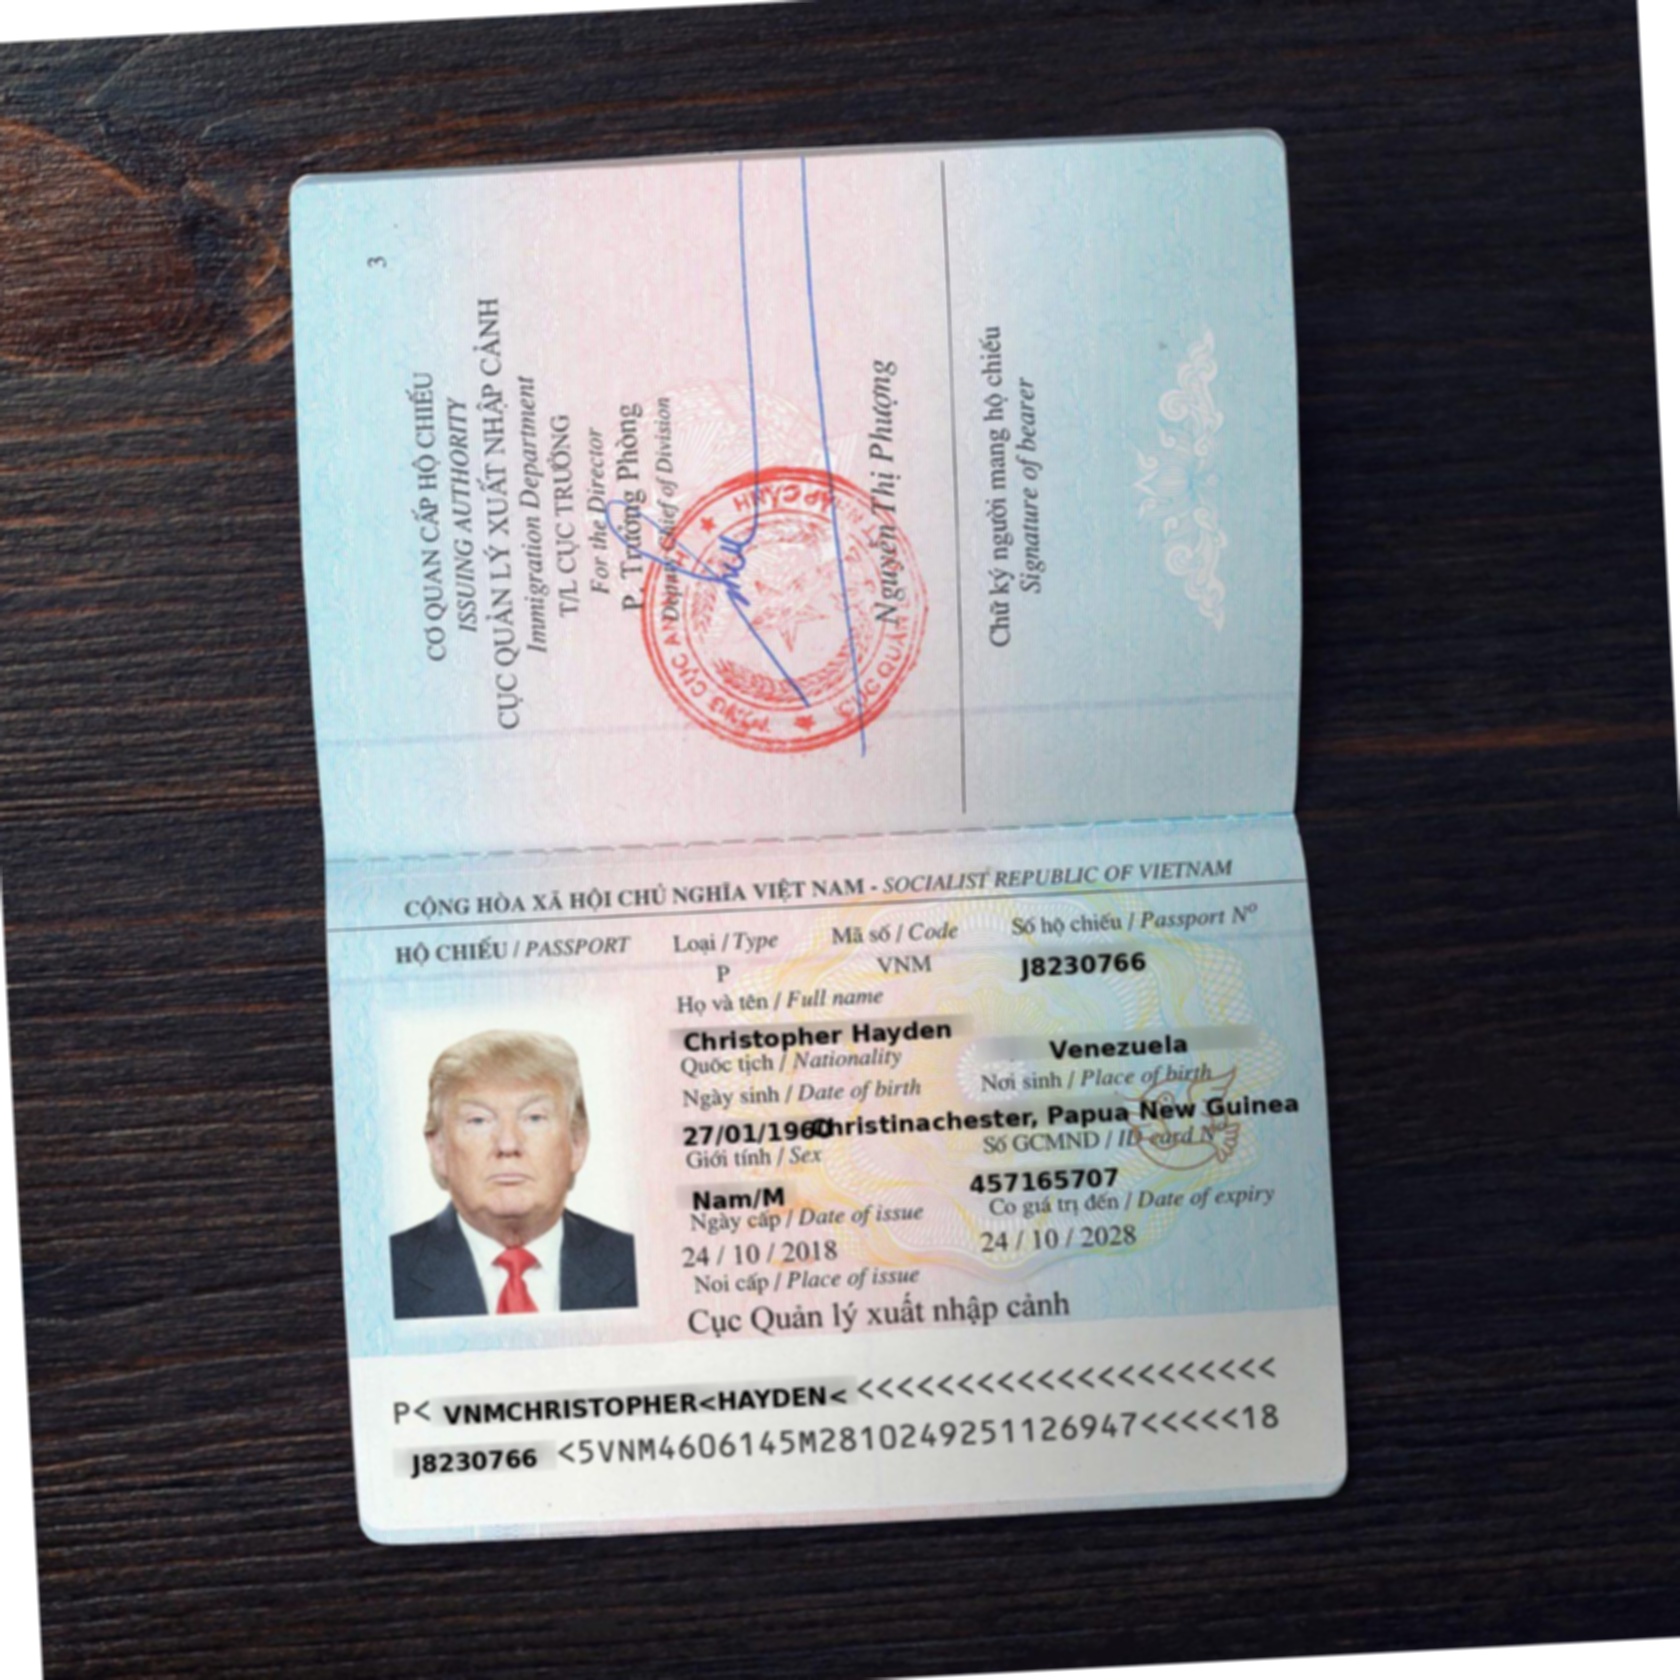 3
CƠ QUAN CẤP HỘ CHIẾU
ISSUING AUTHORITY
CỤC QUẢN LÝ XUẤT NHẬP CẢNH
Immigration Department
T/L CỤC TRƯỞNG
For the Director
P. Trưởng Phòng
Deputy Chief of Division
Nguyễn Thị Phượng
Chữ ký người mang hộ chiếu
Signature of bearer
CỘNG HÒA XÃ HỘI CHỦ NGHĨA VIỆT NAM - SOCIALIST REPUBLIC OF VIETNAM
HỘ CHIẾU / PASSPORT Loại / Type Mã số / Code Số hộ chiếu / Passport Nº
P VNM J8230766
Họ và tên / Full name
Christopher Hayden
Quốc tịch / Nationality Venezuela
Ngày sinh / Date of birth Nơi sinh / Place of birth
27/01/1960 Christinachester, Papua New Guinea
Giới tính / Sex Số GCMND / ID card Nº
Nam/M 457165707
Ngày cấp / Date of issue Co giá trị đến / Date of expiry
24 / 10 / 2018 24 / 10 / 2028
Noi cấp / Place of issue
Cục Quản lý xuất nhập cảnh
P< VNMCHRISTOPHER<HAYDEN< <<<<<<<<<<<<<<<<<<<<<
J8230766 <5VNM4606145M2810249251126947<<<<<18